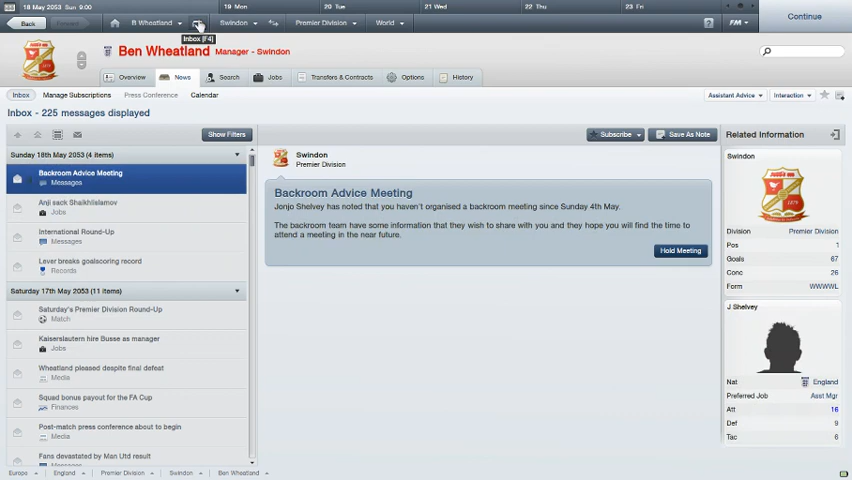 18 May 2053 Sun 9:00
19 Mon
20 Tue
21 Wed
22 Thu
23 Fri
Back
Forward
B Wheatland
Swindon
Premier Division
World
?
FM
Continue
Inbox [F4]
Ben Wheatland Manager - Swindon
Overview
News
Search
Jobs
Transfers & Contracts
Options
History
Inbox
Manage Subscriptions
Press Conference
Calendar
Assistant Advice
Interaction
Inbox - 225 messages displayed
Show Filters
Sunday 18th May 2053 (4 items)
Backroom Advice Meeting
Messages
Anji sack Shaikhlislamov
Jobs
International Round-Up
Messages
Lever breaks goalscoring record
Records
Saturday 17th May 2053 (11 items)
Saturday's Premier Division Round-Up
Match
Kaiserslautern hire Busse as manager
Jobs
Wheatland pleased despite final defeat
Media
Squad bonus payout for the FA Cup
Finances
Post-match press conference about to begin
Media
Fans devastated by Man Utd result
Messages
Subscribe
Save As Note
Swindon
Premier Division
Backroom Advice Meeting
Jonjo Shelvey has noted that you haven't organised a backroom meeting since Sunday 4th May.
The backroom team have some information that they wish to share with you and they hope you will find the time to
attend a meeting in the near future.
Hold Meeting
Related Information
Swindon
Division Premier Division
Pos 1
Goals 67
Conc 26
Form WWWWL
J Shelvey
Nat England
Preferred Job Asst Mgr
Att 16
Def 9
Tac 6
Europe
England
Premier Division
Swindon
Ben Wheatland